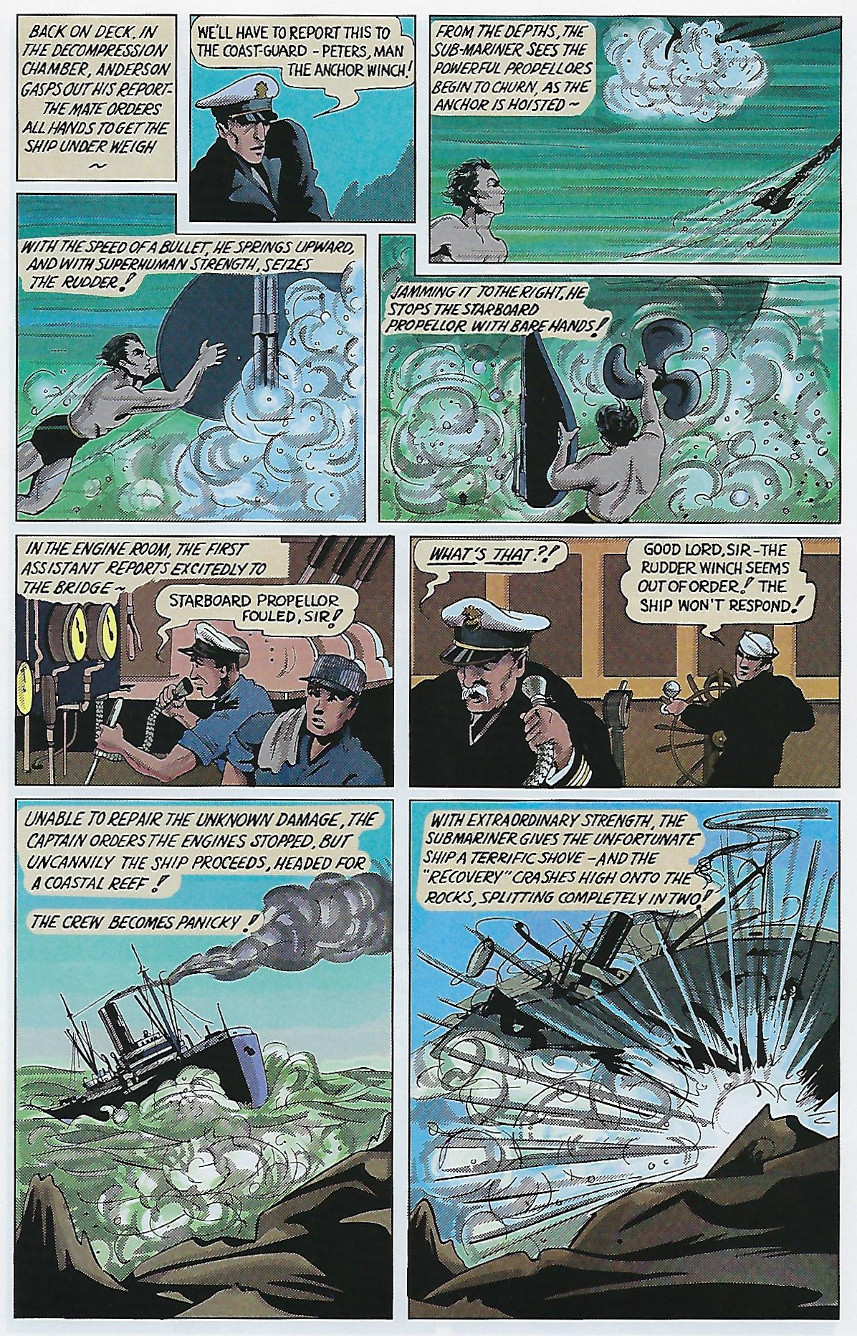 BACK ON DECK, IN
THE DECOMPRESSION
CHAMBER, ANDERSON
GASPS OUT HIS REPORT-
THE MATE ORDERS
ALL HANDS TO GET THE
SHIP UNDER WEIGH
~
WE'LL HAVE TO REPORT THIS TO
THE COAST-GUARD - PETERS, MAN
THE ANCHOR WINCH!
FROM THE DEPTHS, THE
SUB-MARINER SEES THE
POWERFUL PROPELLORS
BEGIN TO CHURN, AS THE
ANCHOR IS HOISTED ~
WITH THE SPEED OF A BULLET, HE SPRINGS UPWARD,
AND WITH SUPERHUMAN STRENGTH, SEIZES
THE RUDDER!
JAMMING IT TO THE RIGHT, HE
STOPS THE STARBOARD
PROPELLOR WITH BARE HANDS!
IN THE ENGINE ROOM, THE FIRST
ASSISTANT REPORTS EXCITEDLY TO
THE BRIDGE ~
STARBOARD PROPELLOR
FOULED, SIR!
WHAT'S THAT?!
GOOD LORD, SIR - THE
RUDDER WINCH SEEMS
OUT OF ORDER! THE
SHIP WON'T RESPOND!
UNABLE TO REPAIR THE UNKNOWN DAMAGE, THE
CAPTAIN ORDERS THE ENGINES STOPPED, BUT
UNCANNILY THE SHIP PROCEEDS, HEADED FOR
A COASTAL REEF!
THE CREW BECOMES PANICKY!
WITH EXTRAORDINARY STRENGTH, THE
SUBMARINER GIVES THE UNFORTUNATE
SHIP A TERRIFIC SHOVE - AND THE
"RECOVERY" CRASHES HIGH ONTO THE
ROCKS, SPLITTING COMPLETELY IN TWO!